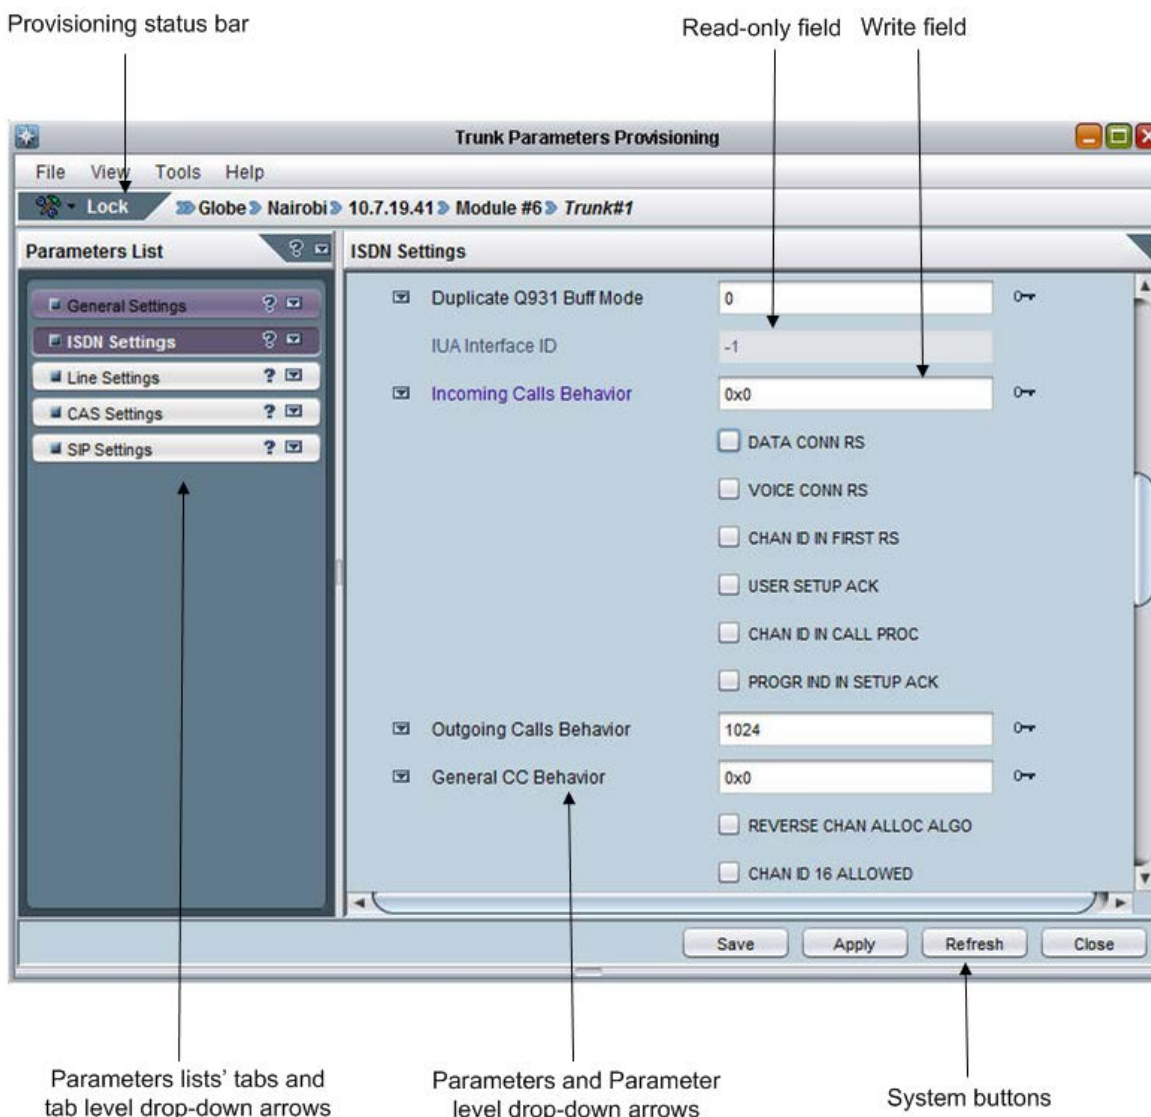 Provisioning status bar
Read-only field Write field
Trunk Parameters Provisioning
File View Tools Help
Lock Globe Nairobi 10.7.19.41 Module #6 Trunk#1
Parameters List
General Settings ?
ISDN Settings ?
Line Settings ?
CAS Settings ?
SIP Settings ?
ISDN Settings
Duplicate Q931 Buff Mode 0
IUA Interface ID -1
Incoming Calls Behavior 0x0
DATA CONN RS
VOICE CONN RS
CHAN ID IN FIRST RS
USER SETUP ACK
CHAN ID IN CALL PROC
PROGR IND IN SETUP ACK
Outgoing Calls Behavior 1024
General CC Behavior 0x0
REVERSE CHAN ALLOC ALGO
CHAN ID 16 ALLOWED
Save Apply Refresh Close
Parameters lists' tabs and
tab level drop-down arrows
Parameters and Parameter
level drop-down arrows
System buttons